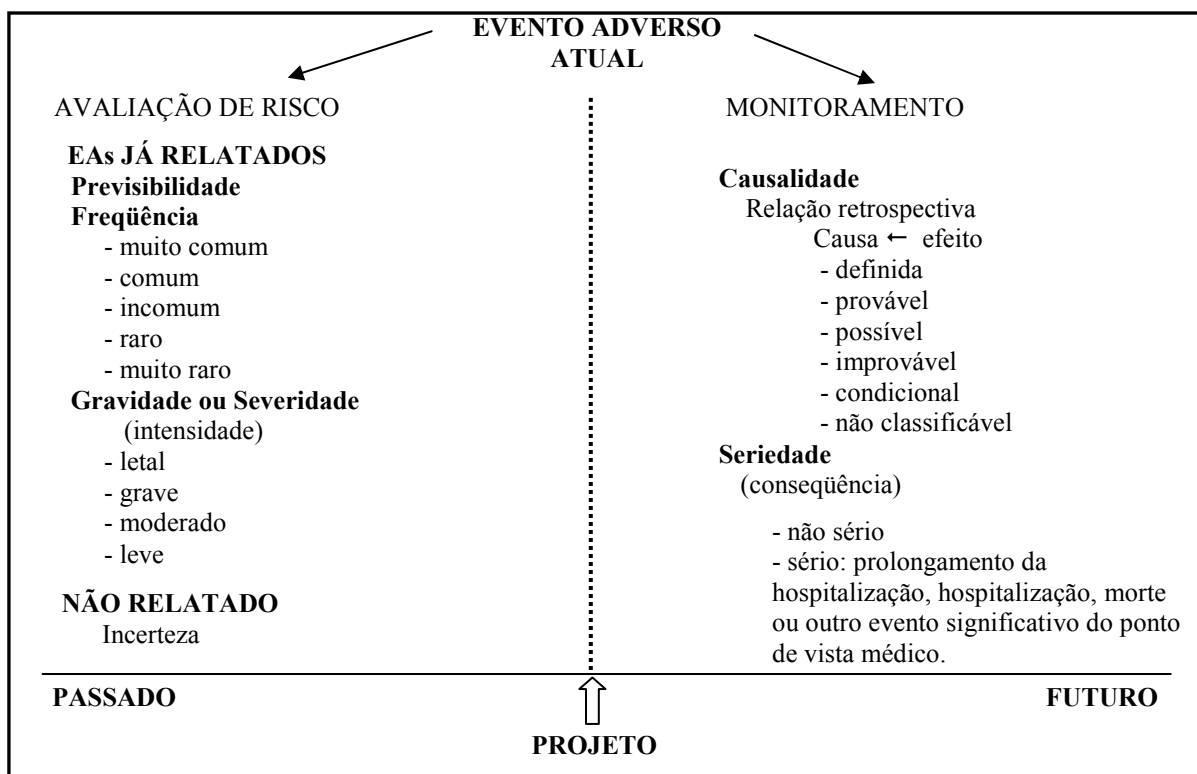 EVENTO ADVERSO
ATUAL
AVALIAÇÃO DE RISCO
EAs JÁ RELATADOS
Previsibilidade
Freqüência
- muito comum
- comum
- incomum
- raro
- muito raro
Gravidade ou Severidade
(intensidade)
- letal
- grave
- moderado
- leve
NÃO RELATADO
Incerteza
MONITORAMENTO
Causalidade
Relação retrospectiva
Causa ← efeito
- definida
- provável
- possível
- improvável
- condicional
- não classificável
Seriedade
(conseqüência)
- não sério
- sério: prolongamento da
hospitalização, hospitalização, morte
ou outro evento significativo do ponto
de vista médico.
PASSADO
FUTURO
PROJETO